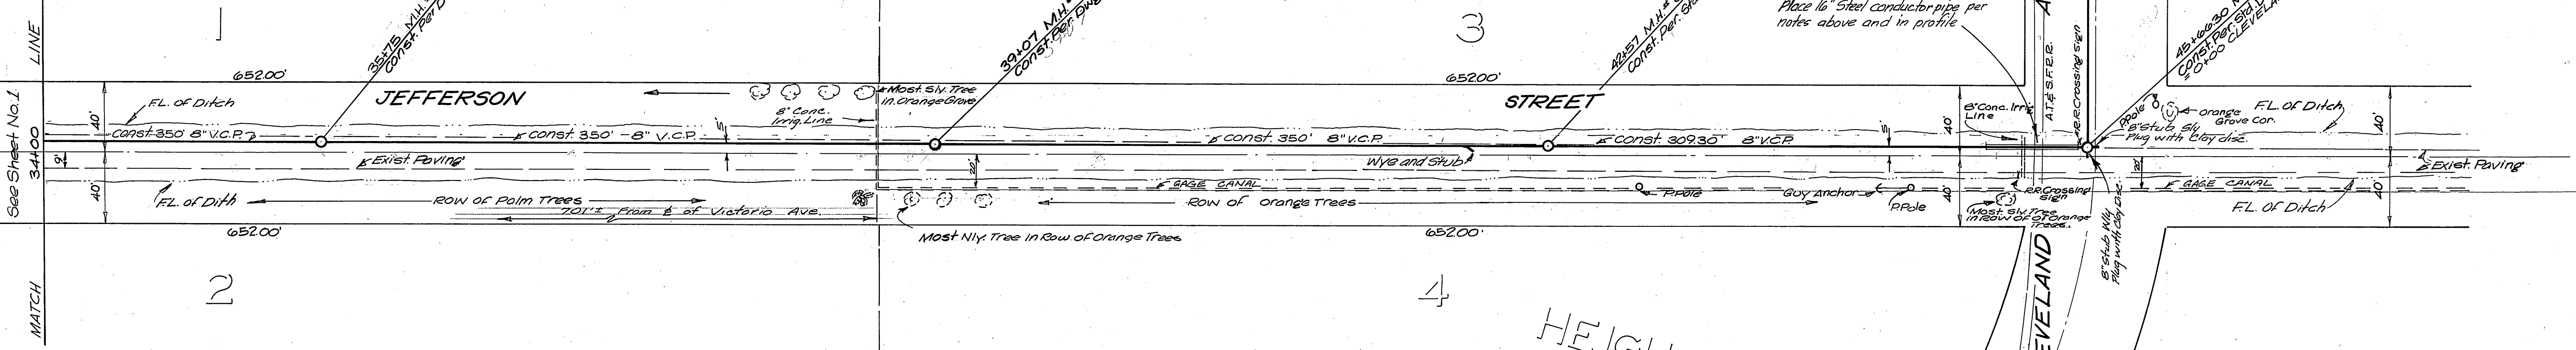 See Sheet No. 1
MATCH LINE
34+00
1
652.00'
35+75 M.H.#
Const. Per D
40'
40'
9'
F.L. of Ditch
Const. 350' 8" V.C.P.
JEFFERSON
Exist. Paving
F.L. of Dith
Row of Palm Trees
701'± From ℄ of Victoria Ave.
652.00'
2
Const. 350' - 8" V.C.P.
5'
8" Conc.
Irrig. Line
Most Sly. Tree
in Orange Grove
39+07 M.H.#
Const. Per Dwg
22'
Most Nly. Tree in Row of Orange Trees
3
652.00'
STREET
42+57 M.H.#
Const. Per. Std
Const. 350' 8" V.C.P.
Wye and Stub
Const. 309.30' 8" V.C.P.
5'
GAGE CANAL
Row of Orange Trees
P.Pole
Guy Anchor
P.Pole
652.00'
4
Place 16" Steel conductor pipe per
notes above and in profile
8" Conc. Irrig.
Line
40'
40'
A.T. & S.F. R.R.
R.R. Crossing Sign
45+66.30 M
Const. Per. Std.
= 0+00 CLEVELA
P.Pole
Orange
Grove Cor.
8" Stub Sly
Plug with Clay disc.
F.L. of Ditch
40'
40'
Exist. Paving
GAGE CANAL
F.L. of Ditch
R.R. Crossing
Sign
Most Sly. Tree
in Row of Orange
Trees.
8" Stub Wly
Plug with Clay Disc
EVELAND
HEIGH